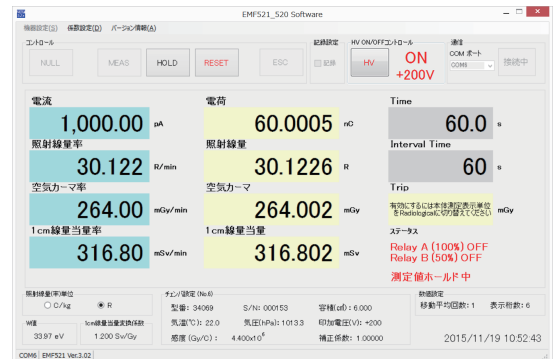 EMF521_520 Software
機器設定(S) 係数設定(D) バージョン情報(A)
コントロール
NULL MEAS HOLD RESET ESC
記録設定
記録
HV ON/OFFコントロール
HV ON +200V
通信
COM ポート
COM6 接続中
電流 電荷 Time
1,000.00 pA 60.0005 nC 60.0 s
照射線量率 照射線量 Interval Time
30.122 R/min 30.1226 R 60 s
空気カーマ率 空気カーマ Trip
264.00 mGy/min 264.002 mGy
有効にするには本体測定表示単位
をRadiologicalに切り替えてください mGy
1cm線量当量率 1cm線量当量 ステータス
316.80 mSv/min 316.802 mSv
Relay A (100%) OFF
Relay B (50%) OFF
測定値ホールド中
照射線量(率)単位
C/kg R
W値 1cm線量当量変換係数
33.97 eV 1.200 Sv/Gy
チェンバ設定 (No.6)
型番: 34069 S/N: 000153 容積(㎤) : 6.000
気温(℃): 22.0 気圧(hPa): 1013.3 印加電圧(V): +200
感度 (Gy/C) : 4.400x10⁶ 補正係数: 1.00000
数値設定
移動平均回数: 1 表示桁数: 6
2015/11/19 10:52:43
COM6 EMF521 Ver.3.02